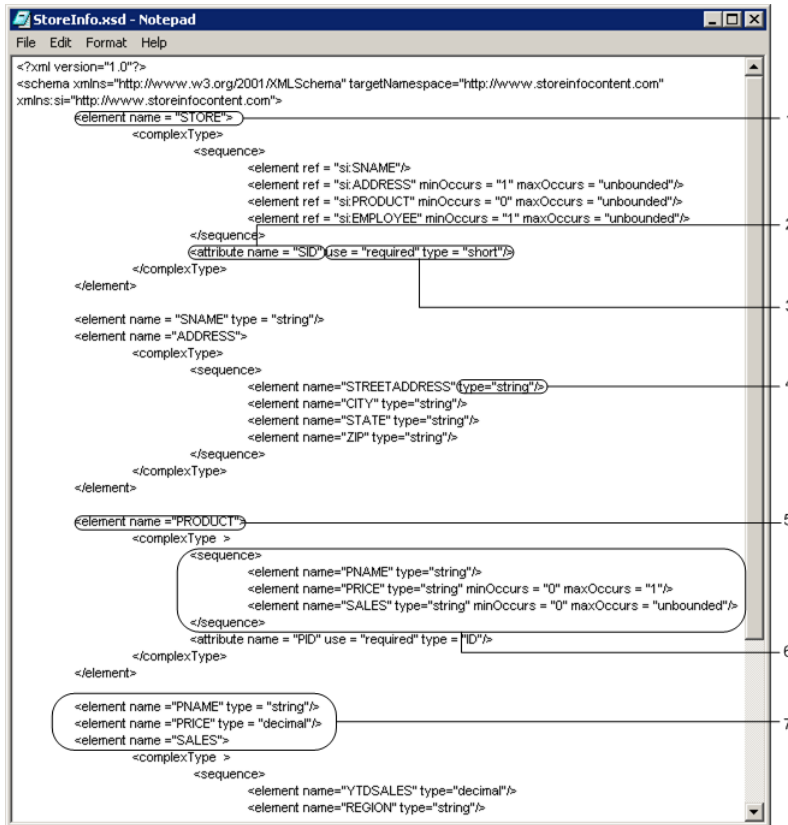 StoreInfo.xsd - Notepad
File Edit Format Help
<?xml version="1.0"?>
<schema xmlns="http://www.w3.org/2001/XMLSchema" targetNamespace="http://www.storeinfocontent.com"
xmlns:si="http://www.storeinfocontent.com">
<element name = "STORE">
1
<complexType>
<sequence>
<element ref = "si:SNAME"/>
<element ref = "si:ADDRESS" minOccurs = "1" maxOccurs = "unbounded"/>
<element ref = "si:PRODUCT" minOccurs = "0" maxOccurs = "unbounded"/>
<element ref = "si:EMPLOYEE" minOccurs = "1" maxOccurs = "unbounded"/>
2
</sequence>
<attribute name = "SID" use = "required" type = "short"/>
</complexType>
</element>
3
<element name = "SNAME" type = "string"/>
<element name ="ADDRESS">
<complexType>
<sequence>
<element name="STREETADDRESS" type="string"/>
4
<element name="CITY" type="string"/>
<element name="STATE" type="string"/>
<element name="ZIP" type="string"/>
</sequence>
</complexType>
</element>
<element name ="PRODUCT">
5
<complexType >
<sequence>
<element name="PNAME" type="string"/>
<element name="PRICE" type="string" minOccurs = "0" maxOccurs = "1"/>
<element name="SALES" type="string" minOccurs = "0" maxOccurs = "unbounded"/>
</sequence>
<attribute name = "PID" use = "required" type = "ID"/>
6
</complexType>
</element>
<element name ="PNAME" type = "string"/>
<element name ="PRICE" type = "decimal"/>
7
<element name ="SALES">
<complexType >
<sequence>
<element name="YTDSALES" type="decimal"/>
<element name="REGION" type="string"/>